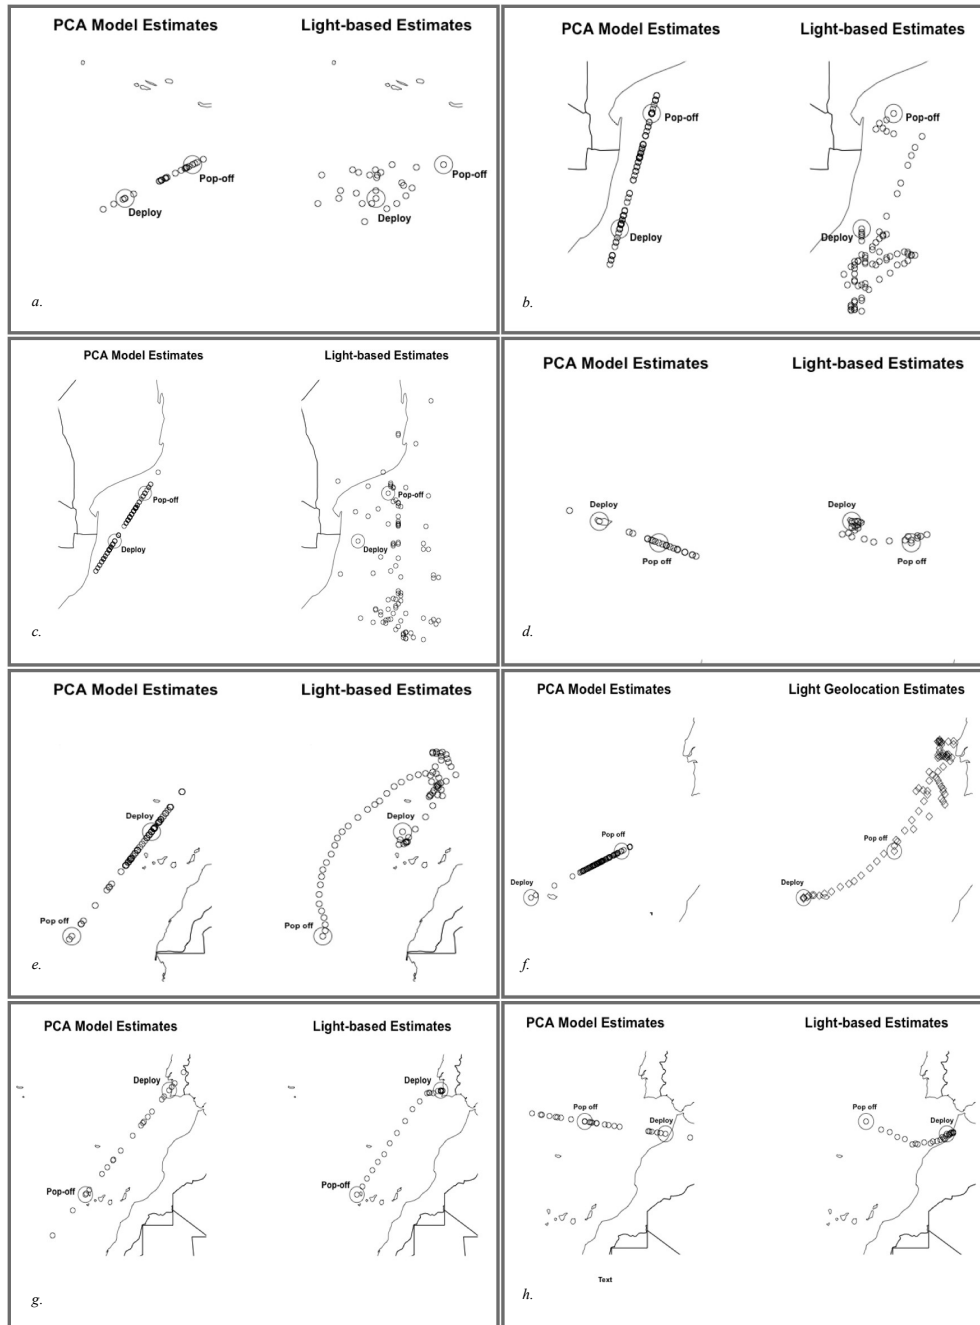 PCA Model Estimates Light-based Estimates
Pop-off Pop-off
Deploy Deploy
a.
PCA Model Estimates Light-based Estimates
Pop-off Pop-off
Deploy Deploy
b.
PCA Model Estimates Light-based Estimates
Pop-off Pop-off
Deploy Deploy
c.
PCA Model Estimates Light-based Estimates
Deploy Deploy
Pop off Pop off
d.
PCA Model Estimates Light-based Estimates
Deploy Deploy
Pop off Pop off
e.
PCA Model Estimates Light Geolocation Estimates
Pop off Pop off
Deploy Deploy
f.
PCA Model Estimates Light-based Estimates
Deploy Deploy
Pop-off Pop-off
g.
PCA Model Estimates Light-based Estimates
Pop off Deploy Pop off Deploy
Text
h.